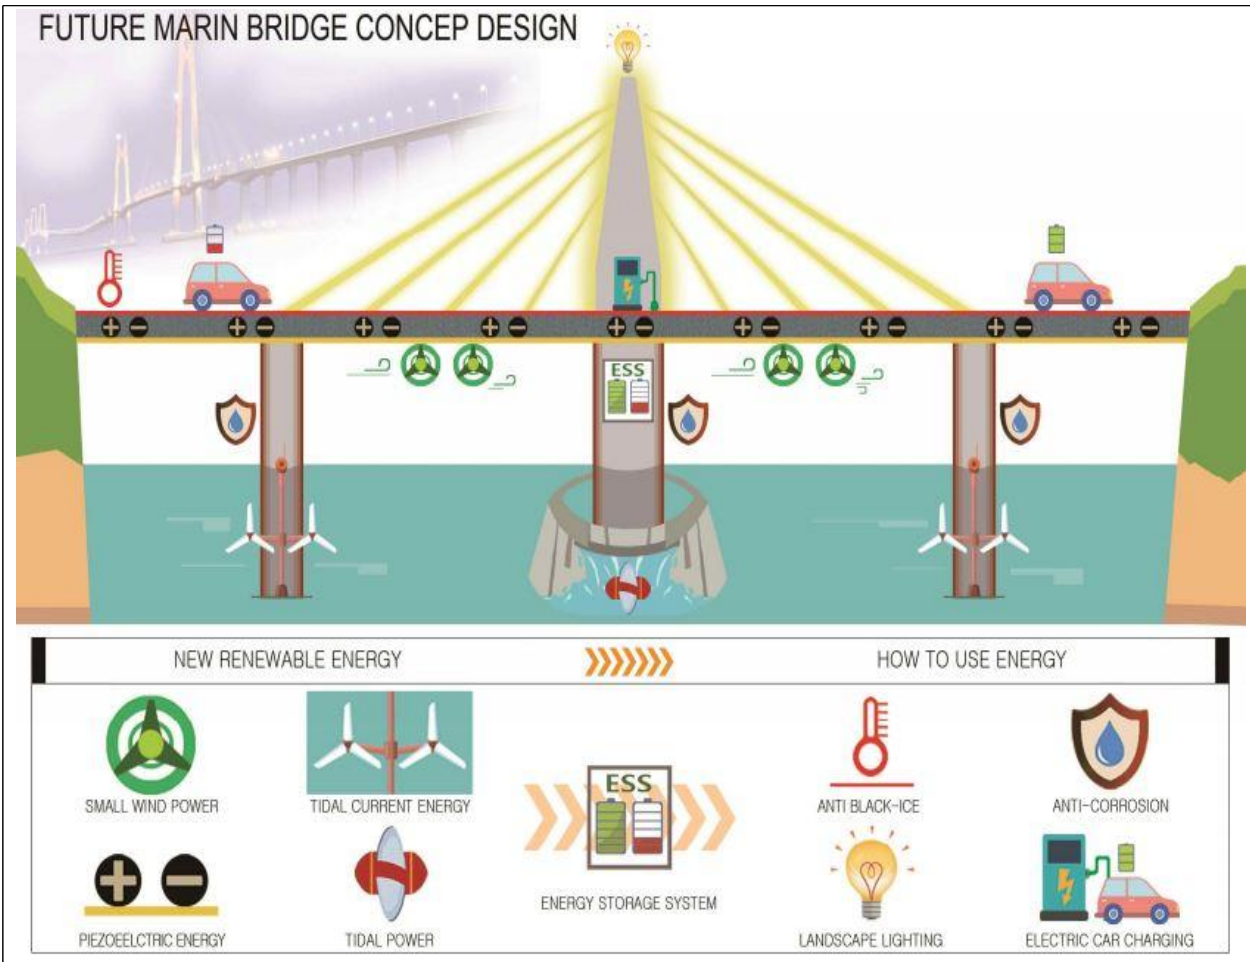 FUTURE MARIN BRIDGE CONCEP DESIGN
ESS
NEW RENEWABLE ENERGY
HOW TO USE ENERGY
SMALL WIND POWER
TIDAL CURRENT ENERGY
ESS
ANTI BLACK-ICE
ANTI-CORROSION
PIEZOEELCTRIC ENERGY
TIDAL POWER
ENERGY STORAGE SYSTEM
LANDSCAPE LIGHTING
ELECTRIC CAR CHARGING